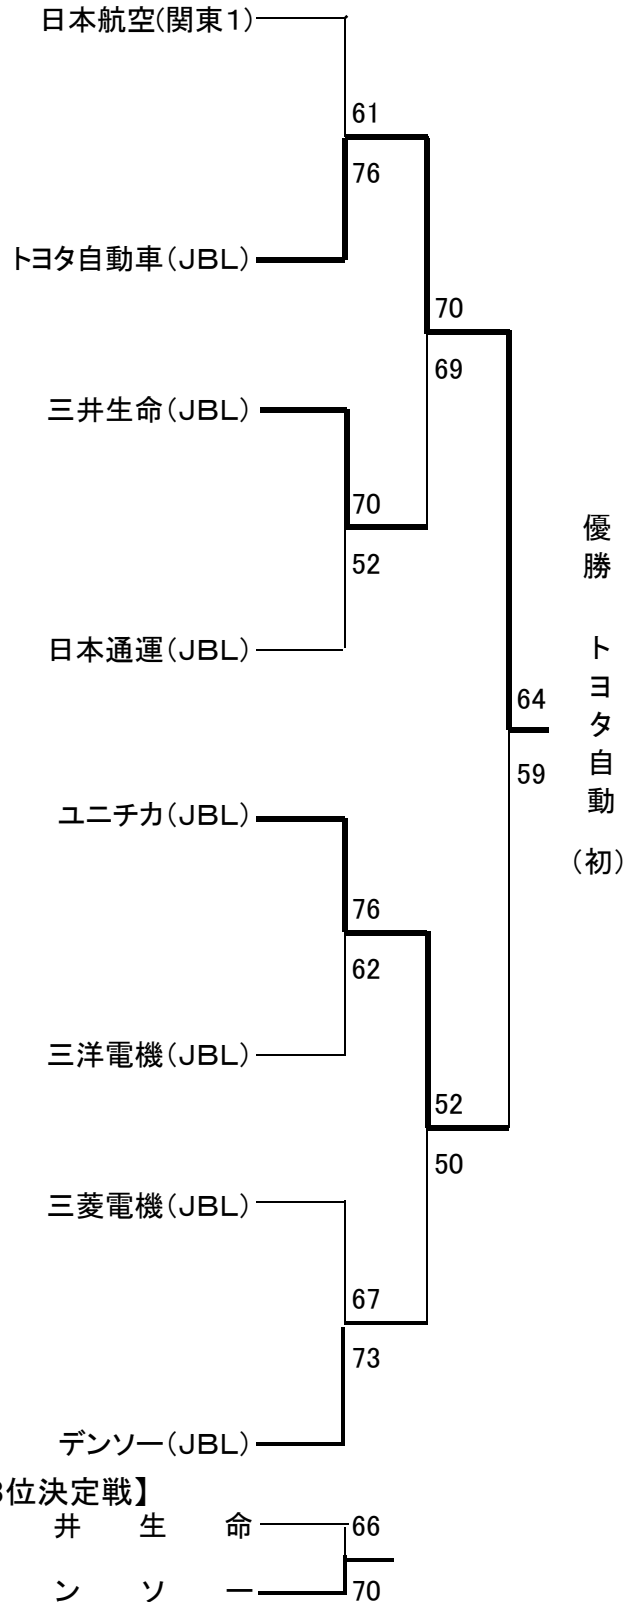 日本航空(関東1)
61
76
トヨタ自動車(JBL)
70
69
三井生命(JBL)
70
52
日本通運(JBL)
優勝 トヨタ自動
(初)
64
59
ユニチカ(JBL)
76
62
三洋電機(JBL)
52
50
三菱電機(JBL)
67
73
デンソー(JBL)
位決定戦】
井 生 命 66
ン ソ ー 70